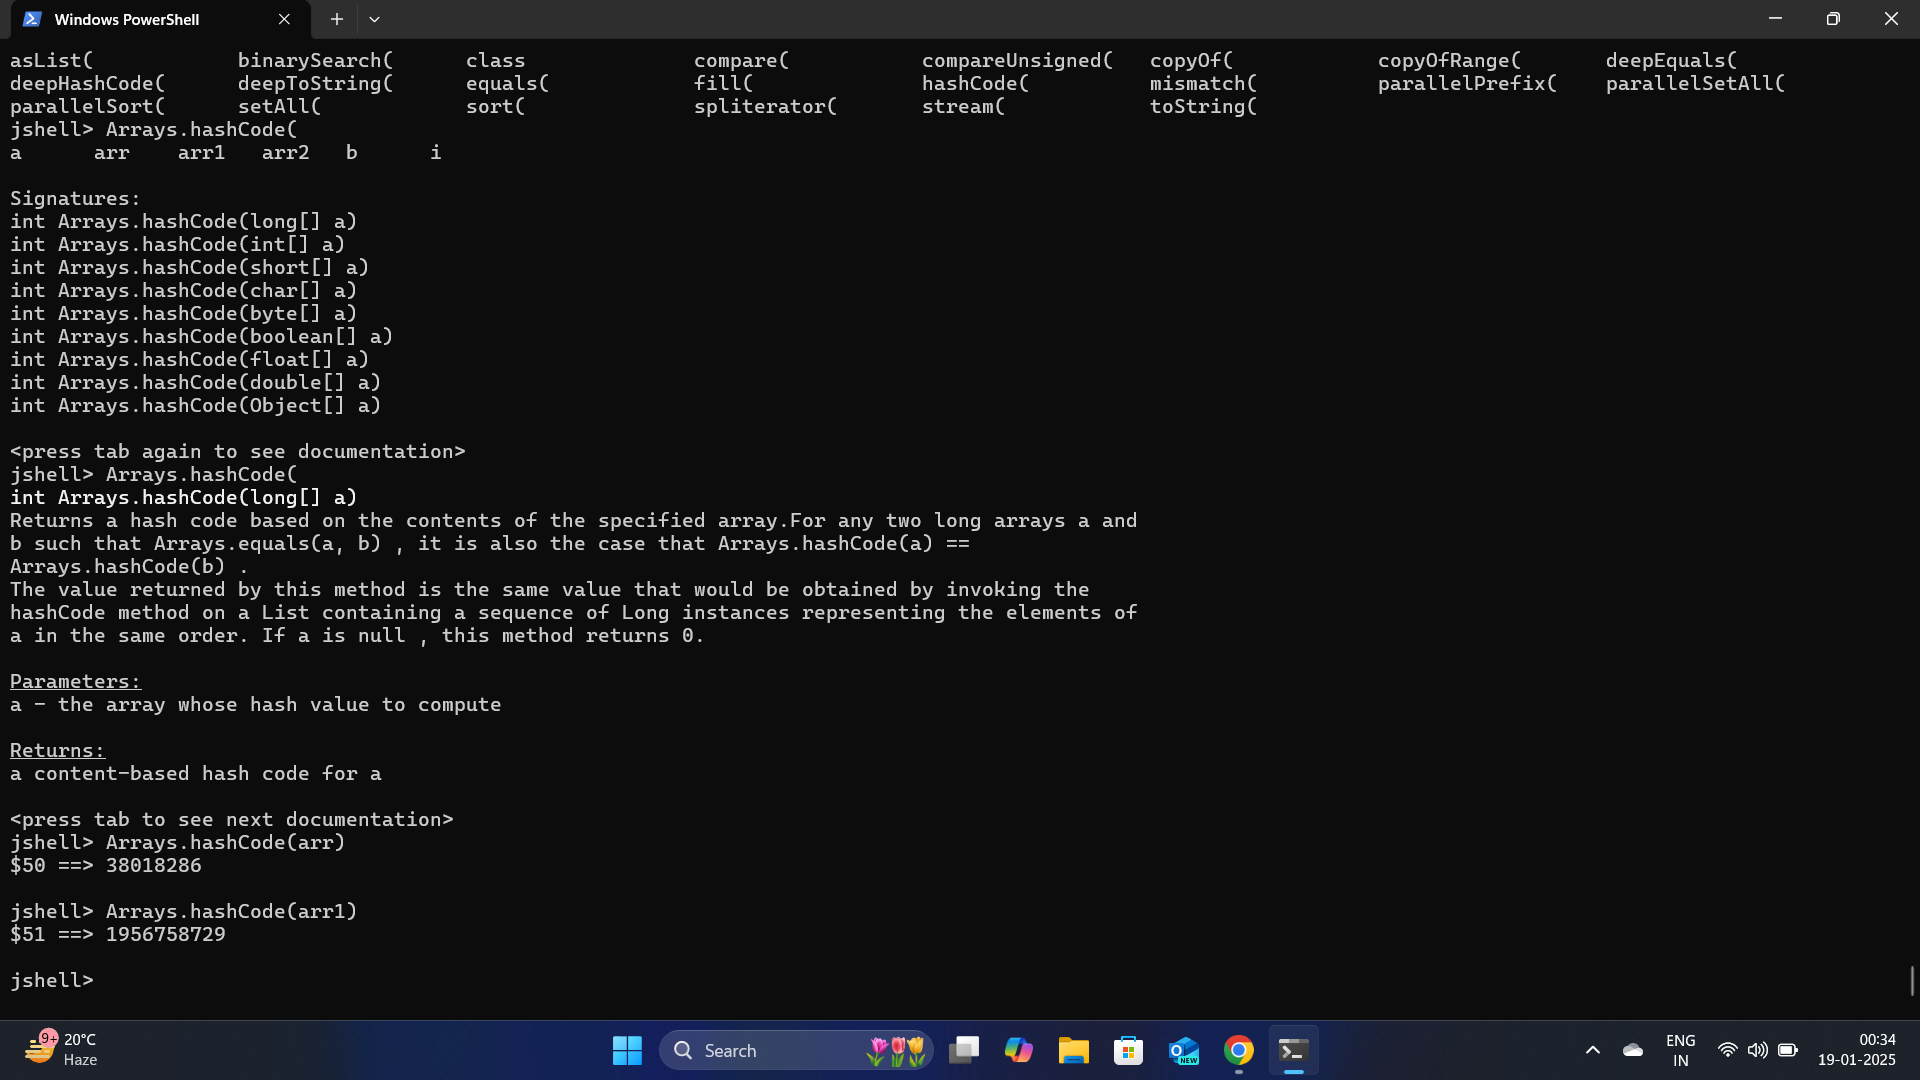 Windows PowerShell
asList( binarySearch( class compare( compareUnsigned( copyOf( copyOfRange( deepEquals(
deepHashCode( deepToString( equals( fill( hashCode( mismatch( parallelPrefix( parallelSetAll(
parallelSort( setAll( sort( spliterator( stream( toString(
jshell> Arrays.hashCode(
a arr arr1 arr2 b i
Signatures:
int Arrays.hashCode(long[] a)
int Arrays.hashCode(int[] a)
int Arrays.hashCode(short[] a)
int Arrays.hashCode(char[] a)
int Arrays.hashCode(byte[] a)
int Arrays.hashCode(boolean[] a)
int Arrays.hashCode(float[] a)
int Arrays.hashCode(double[] a)
int Arrays.hashCode(Object[] a)
<press tab again to see documentation>
jshell> Arrays.hashCode(
int Arrays.hashCode(long[] a)
Returns a hash code based on the contents of the specified array.For any two long arrays a and
b such that Arrays.equals(a, b) , it is also the case that Arrays.hashCode(a) ==
Arrays.hashCode(b) .
The value returned by this method is the same value that would be obtained by invoking the
hashCode method on a List containing a sequence of Long instances representing the elements of
a in the same order. If a is null , this method returns 0.
Parameters:
a - the array whose hash value to compute
Returns:
a content-based hash code for a
<press tab to see next documentation>
jshell> Arrays.hashCode(arr)
$50 ==> 38018286
jshell> Arrays.hashCode(arr1)
$51 ==> 1956758729
jshell>
9+ 20°C
Haze
Search
NEW
ENG
IN
00:34
19-01-2025